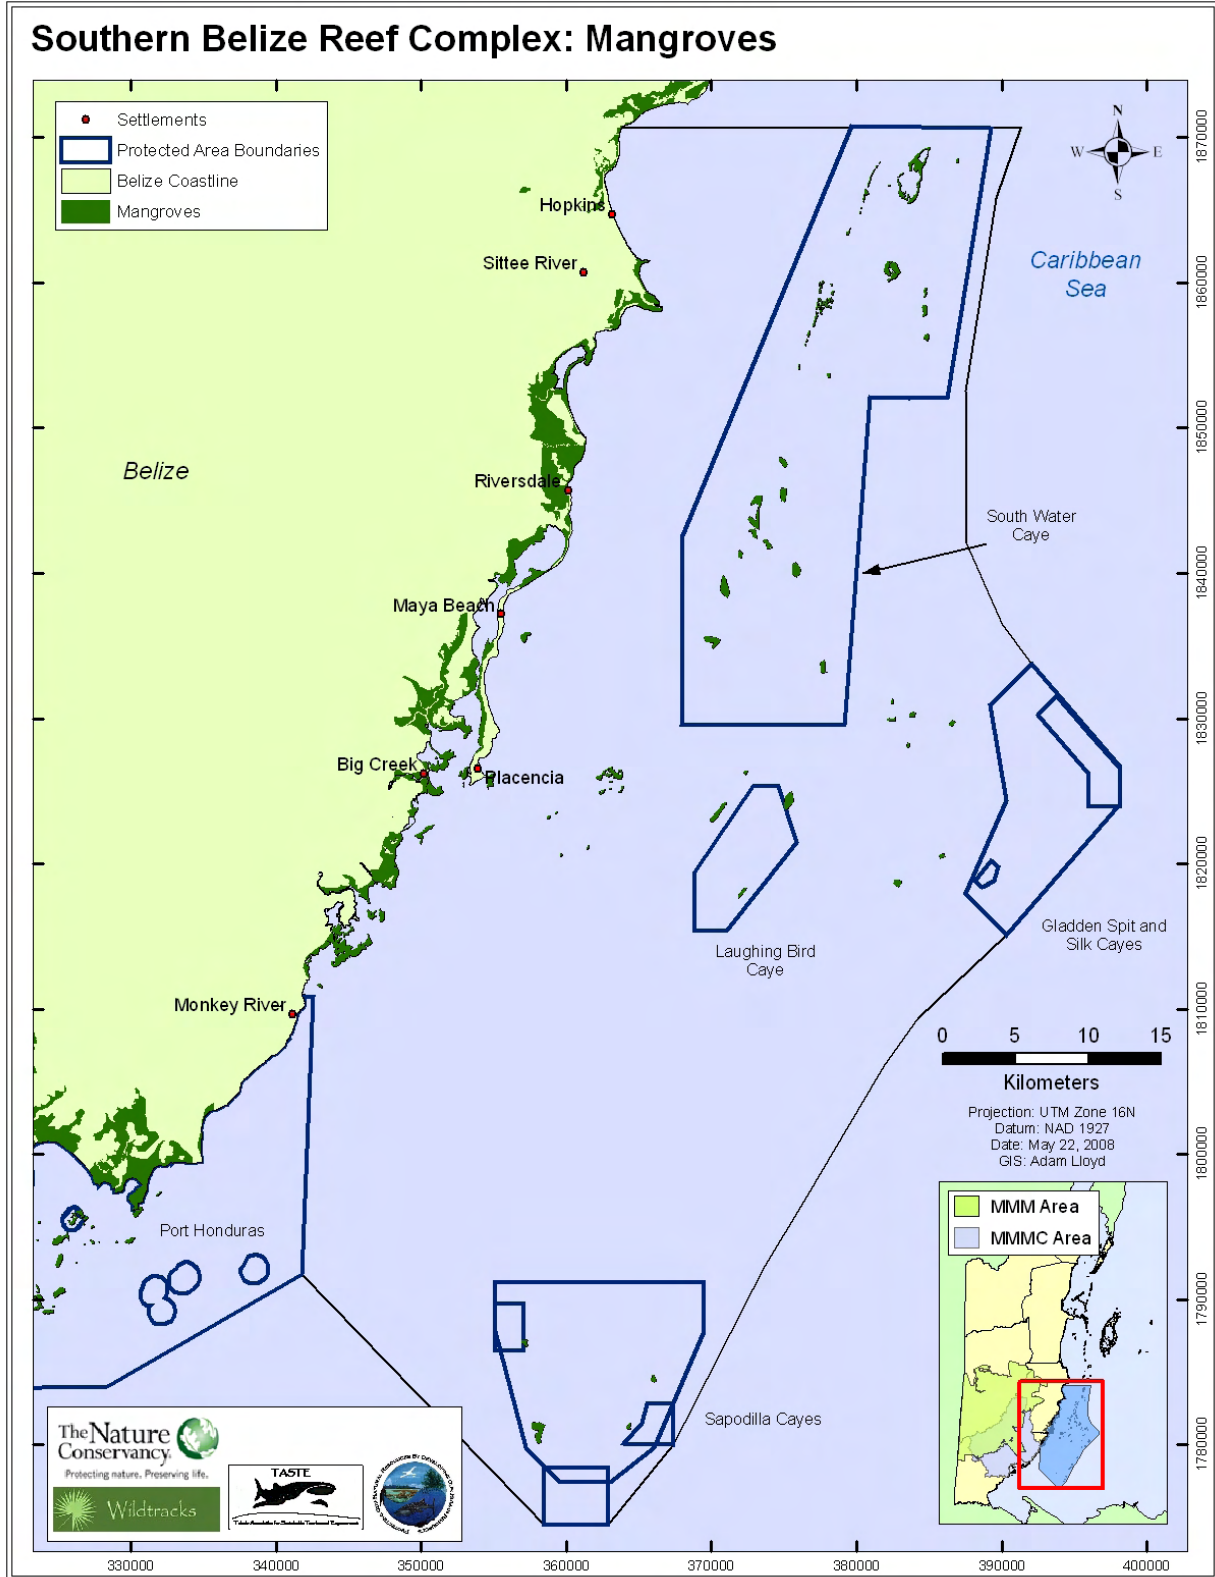 Southern Belize Reef Complex: Mangroves
Settlements
Protected Area Boundaries
Belize Coastline
Mangroves
N
W E
S
Hopkins
Sittee River
Caribbean
Sea
Belize
Riversdale
South Water
Caye
Maya Beach
Big Creek
Placencia
Laughing Bird
Caye
Gladden Spit and
Silk Cayes
Monkey River
0 5 10 15
Kilometers
Projection: UTM Zone 16N
Datum: NAD 1927
Date: May 22, 2008
GIS: Adam Lloyd
Port Honduras
MMM Area
MMMC Area
Sapodilla Cayes
The Nature
Conservancy
Protecting nature. Preserving life.
Wildtracks
TASTE
1870000
1860000
1850000
1840000
1830000
1820000
1810000
1800000
1790000
1780000
330000 340000 350000 360000 370000 380000 390000 400000